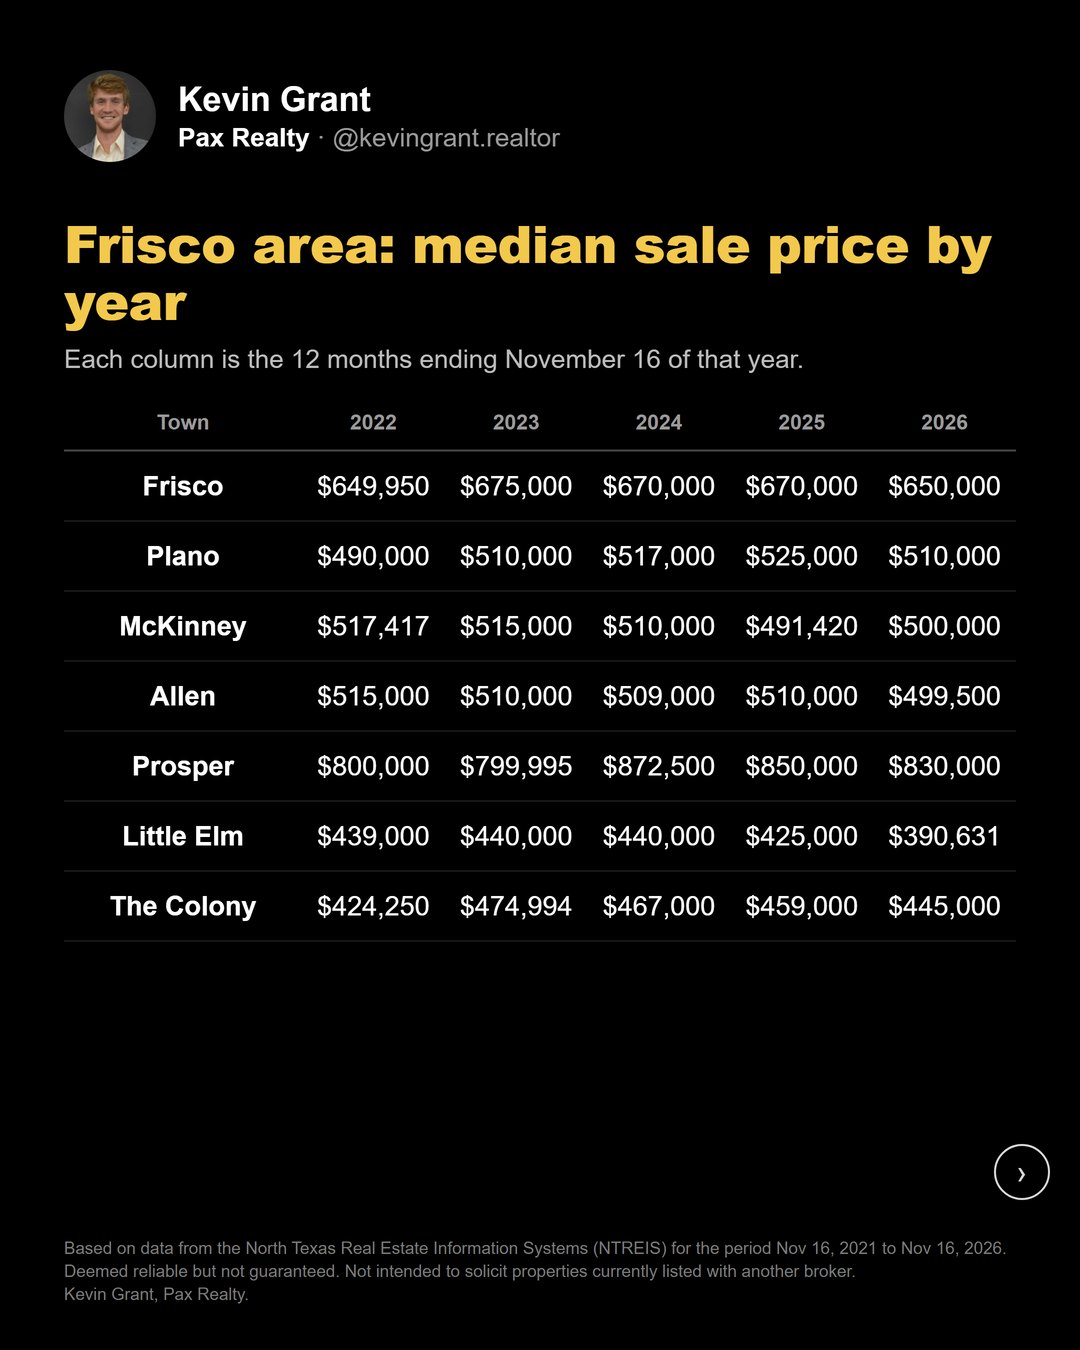 Kevin Grant
Pax Realty · @kevingrant.realtor
Frisco area: median sale price by
year
Each column is the 12 months ending November 16 of that year.
Town 2022 2023 2024 2025 2026
Frisco $649,950 $675,000 $670,000 $670,000 $650,000
Plano $490,000 $510,000 $517,000 $525,000 $510,000
McKinney $517,417 $515,000 $510,000 $491,420 $500,000
Allen $515,000 $510,000 $509,000 $510,000 $499,500
Prosper $800,000 $799,995 $872,500 $850,000 $830,000
Little Elm $439,000 $440,000 $440,000 $425,000 $390,631
The Colony $424,250 $474,994 $467,000 $459,000 $445,000
›
Based on data from the North Texas Real Estate Information Systems (NTREIS) for the period Nov 16, 2021 to Nov 16, 2026.
Deemed reliable but not guaranteed. Not intended to solicit properties currently listed with another broker.
Kevin Grant, Pax Realty.